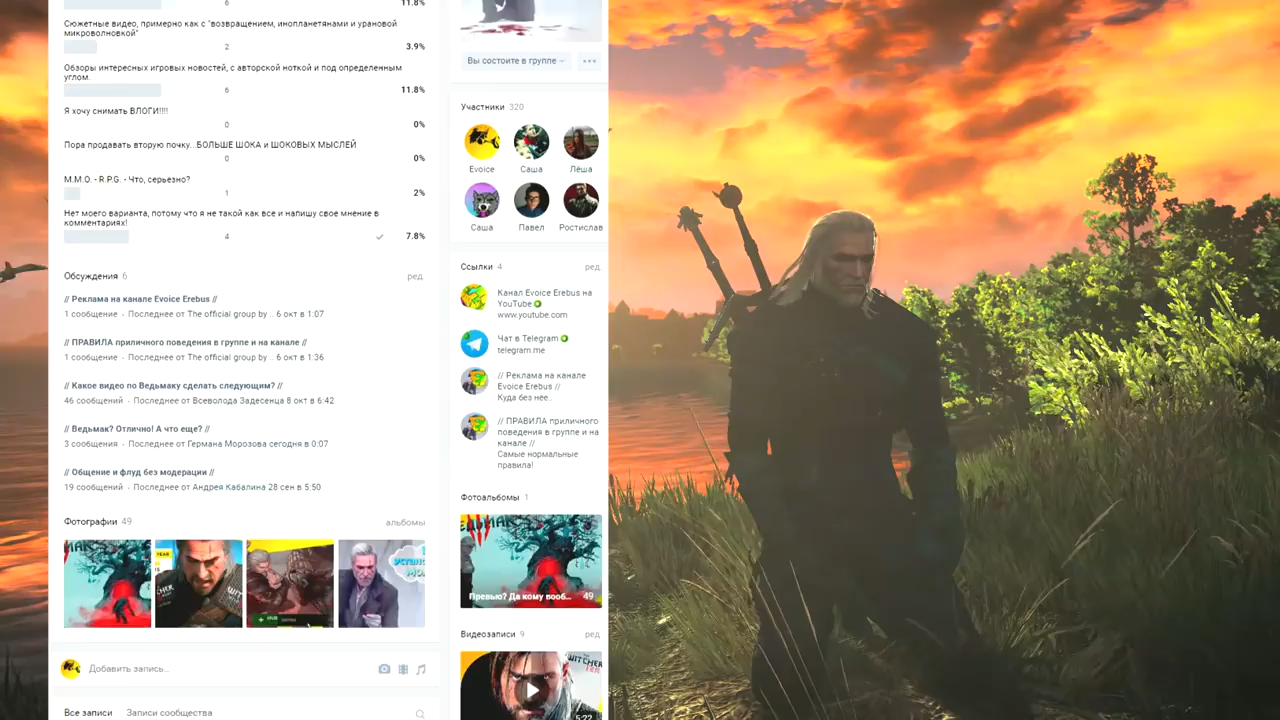 6
11.8%
Сюжетные видео, примерно как с "возвращением, инопланетянами и урановой
микроволновкой"
2
3.9%
Обзоры интересных игровых новостей, с авторской ноткой и под определенным
углом.
6
11.8%
Я хочу снимать ВЛОГИ!!!!
0
0%
Пора продавать вторую почку...БОЛЬШЕ ШОКА и ШОКОВЫХ МЫСЛЕЙ
0
0%
М.М.О. - R.P.G. - Что, серьезно?
1
2%
Нет моего варианта, потому что я не такой как все и напишу свое мнение в
комментариях!
4
7.8%
Обсуждения 6
ред.
// Реклама на канале Evoice Erebus //
1 сообщение · Последнее от The official group by .. 6 окт в 1:07
// ПРАВИЛА приличного поведения в группе и на канале //
1 сообщение · Последнее от The official group by .. 6 окт в 1:36
// Какое видео по Ведьмаку сделать следующим? //
46 сообщений · Последнее от Всеволода Задесенца 8 окт в 6:42
// Ведьмак? Отлично! А что еще? //
3 сообщения · Последнее от Германа Морозова сегодня в 0:07
// Общение и флуд без модерации //
19 сообщений · Последнее от Андрея Кабалина 28 сен в 5:50
Фотографии 49
альбомы
YEAR
Добавить запись...
Все записи
Записи сообщества
Вы состоите в группе
Участники 320
Evoice
Саша
Лёша
Саша
Павел
Ростислав
Ссылки 4
ред.
Канал Evoice Erebus на
YouTube
www.youtube.com
Чат в Telegram
telegram.me
// Реклама на канале
Evoice Erebus //
Куда без нёе..
// ПРАВИЛА приличного
поведения в группе и на
канале //
Самые нормальные
правила!
Фотоальбомы 1
Превью? Да кому вооб...
49
Видеозаписи 9
ред.
THE WITCHER
5:22